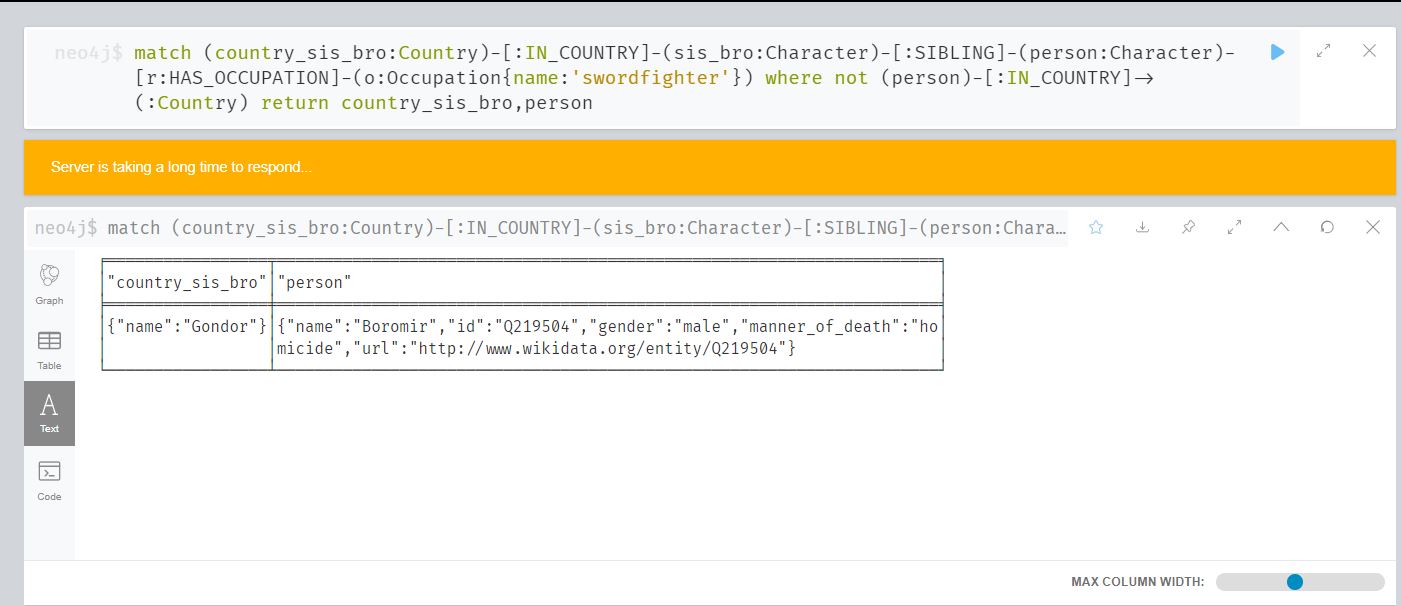 neo4j$ match (country_sis_bro:Country)-[:IN_COUNTRY]-(sis_bro:Character)-[:SIBLING]-(person:Character)-
[r:HAS_OCCUPATION]-(o:Occupation{name:'swordfighter'}) where not (person)-[:IN_COUNTRY]->
(:Country) return country_sis_bro,person
Server is taking a long time to respond...
neo4j$ match (country_sis_bro:Country)-[:IN_COUNTRY]-(sis_bro:Character)-[:SIBLING]-(person:Chara...
Graph
Table
A
Text
Code
"country_sis_bro" "person"
{"name":"Gondor"} {"name":"Boromir","id":"Q219504","gender":"male","manner_of_death":"ho
micide","url":"http://www.wikidata.org/entity/Q219504"}
MAX COLUMN WIDTH: